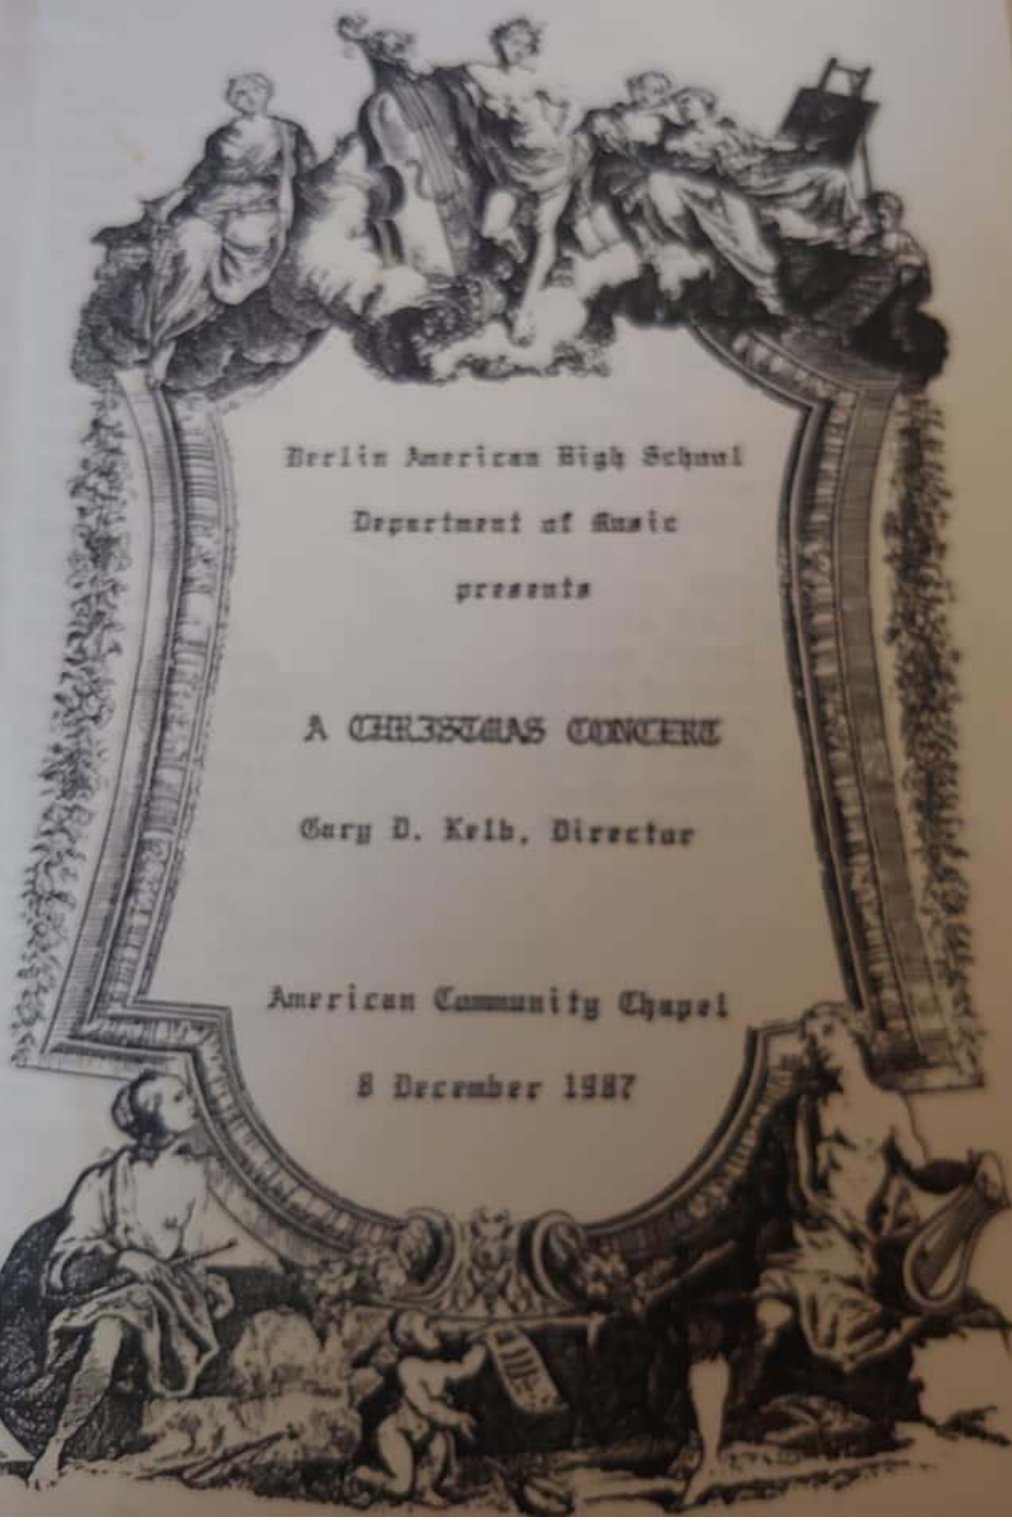 Berlin American High School
Department of Music
presents
A CHRISTMAS CONCERT
Gary D. Kelb, Director
American Community Chapel
8 December 1987